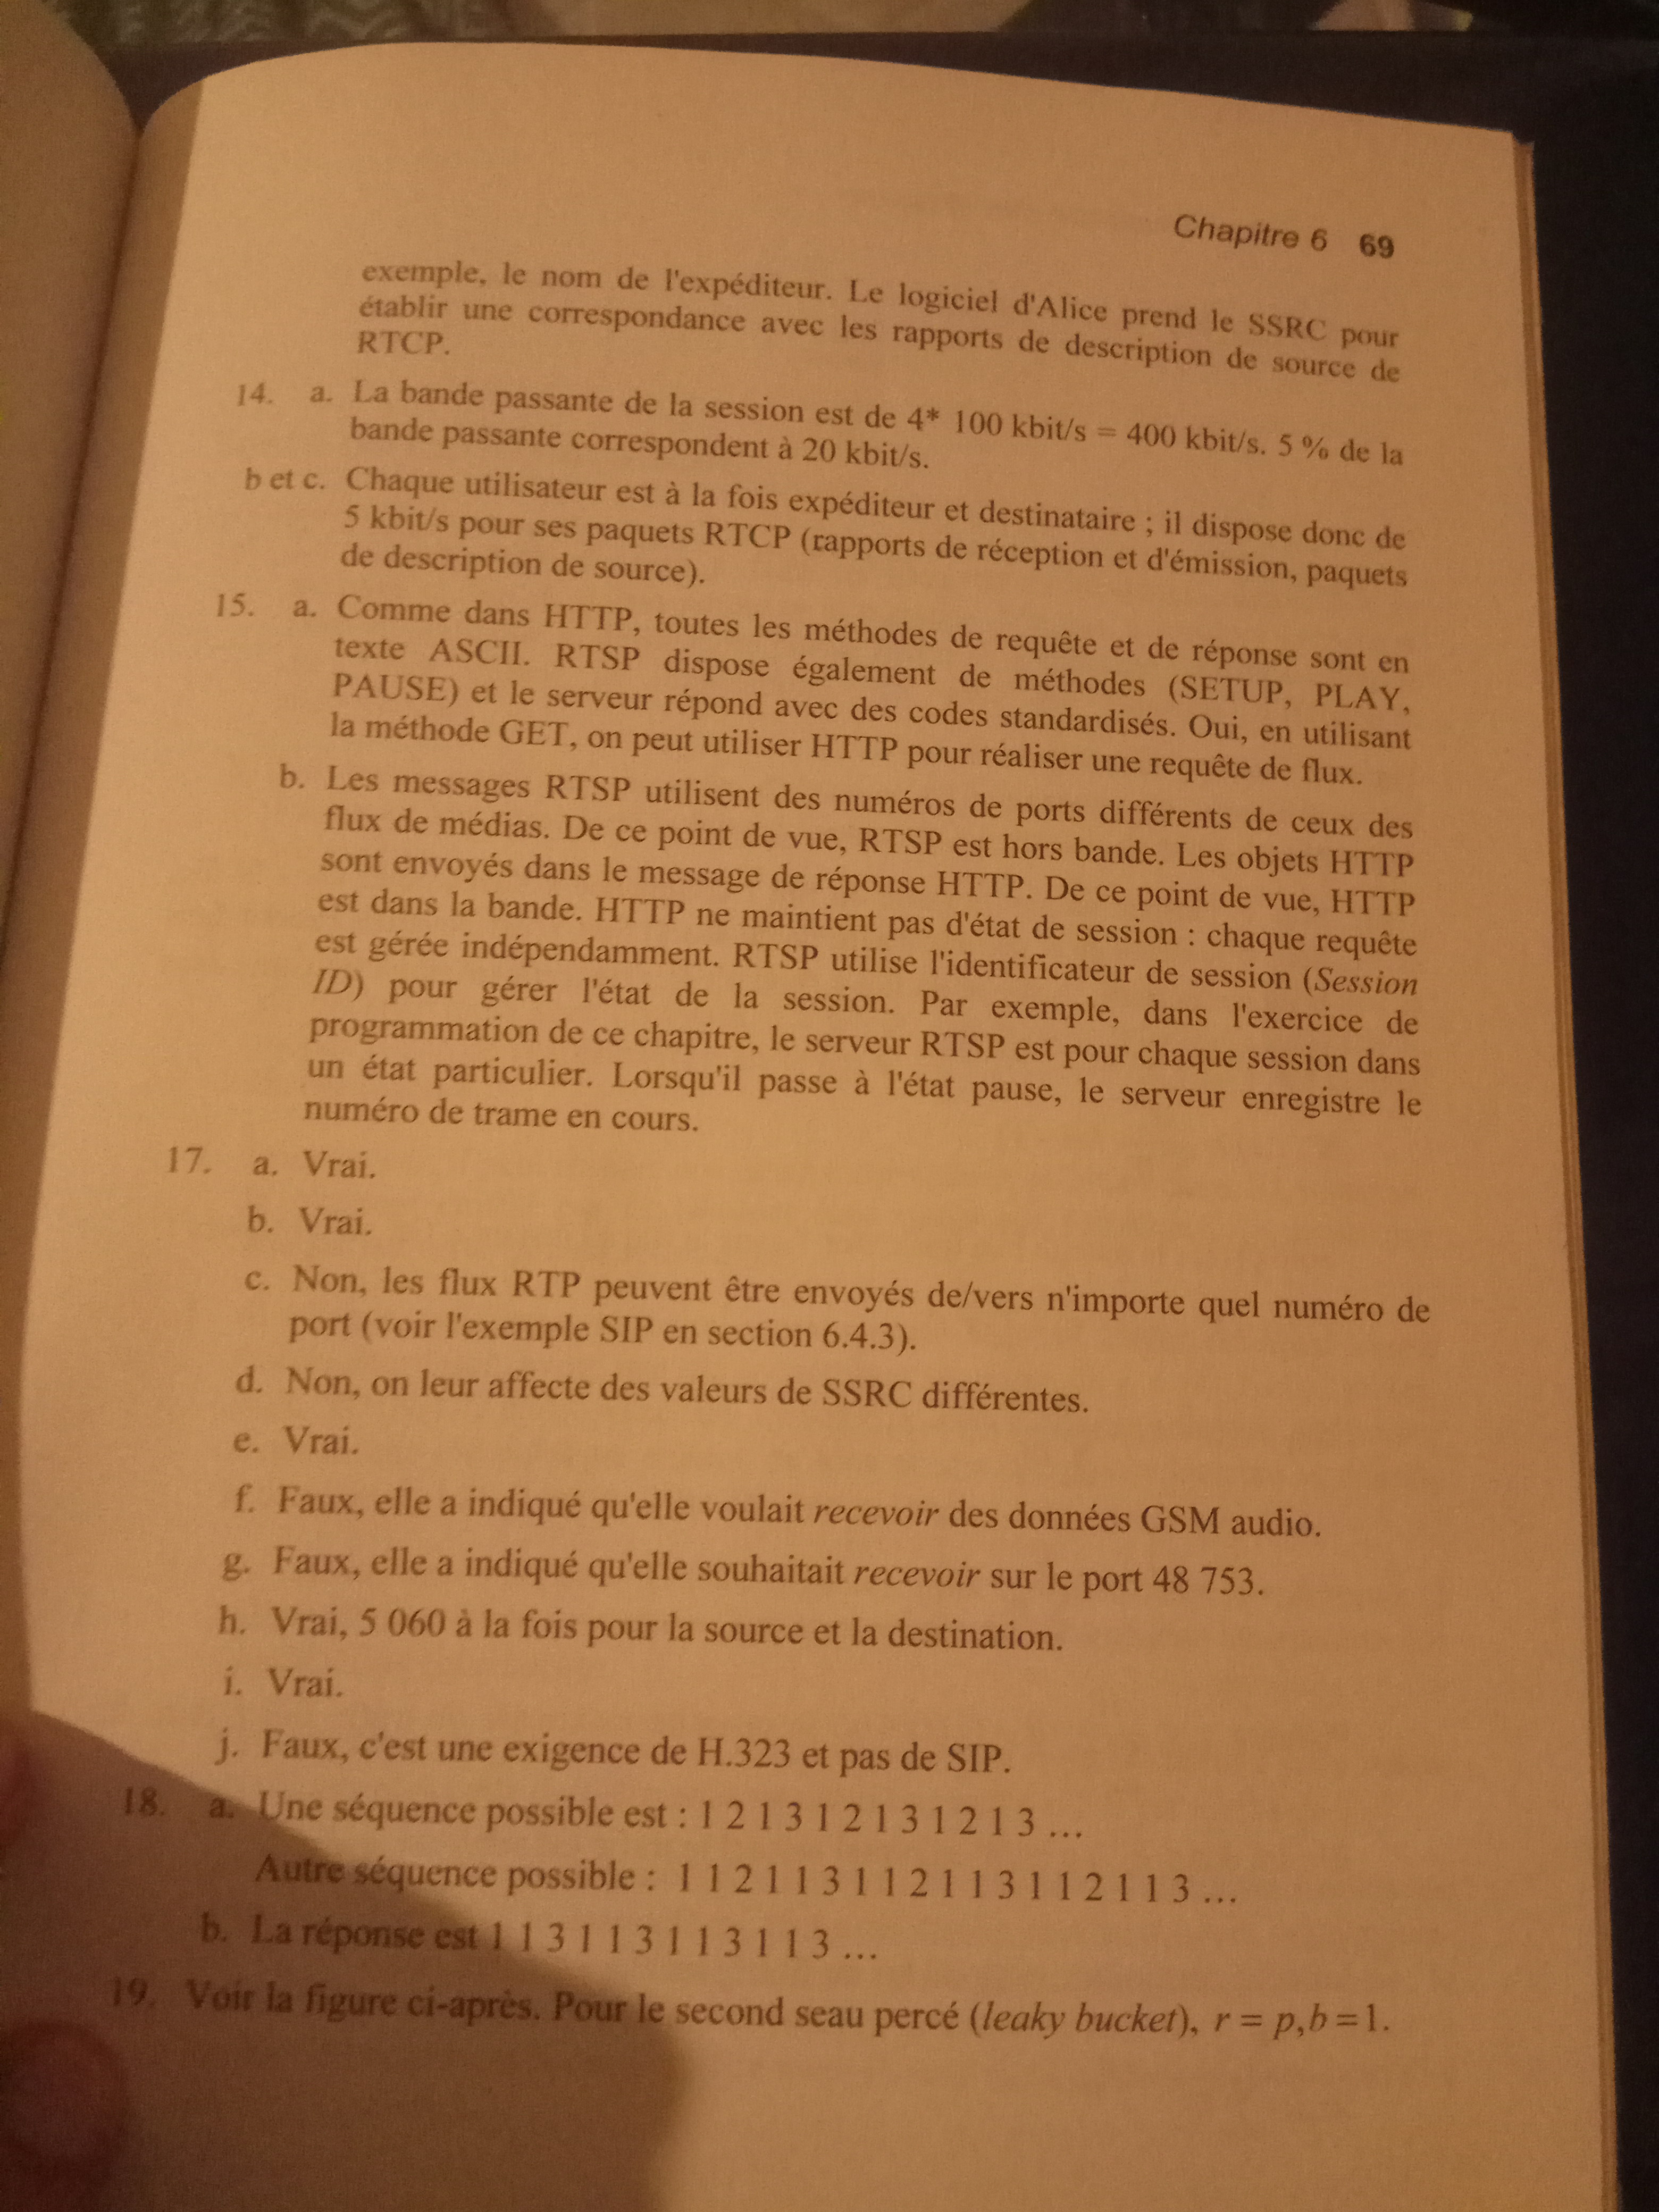 Chapitre 6 69
exemple, le nom de l'expéditeur. Le logiciel d'Alice prend le SSRC pour
établir une correspondance avec les rapports de description de source de
RTCP.
14. a. La bande passante de la session est de 4* 100 kbit/s = 400 kbit/s. 5 % de la
bande passante correspondent à 20 kbit/s.
b et c. Chaque utilisateur est à la fois expéditeur et destinataire ; il dispose donc de
5 kbit/s pour ses paquets RTCP (rapports de réception et d'émission, paquets
de description de source).
15. a. Comme dans HTTP, toutes les méthodes de requête et de réponse sont en
texte ASCII. RTSP dispose également de méthodes (SETUP, PLAY,
PAUSE) et le serveur répond avec des codes standardisés. Oui, en utilisant
la méthode GET, on peut utiliser HTTP pour réaliser une requête de flux.
b. Les messages RTSP utilisent des numéros de ports différents de ceux des
flux de médias. De ce point de vue, RTSP est hors bande. Les objets HTTP
sont envoyés dans le message de réponse HTTP. De ce point de vue, HTTP
est dans la bande. HTTP ne maintient pas d'état de session : chaque requête
est gérée indépendamment. RTSP utilise l'identificateur de session (Session
ID) pour gérer l'état de la session. Par exemple, dans l'exercice de
programmation de ce chapitre, le serveur RTSP est pour chaque session dans
un état particulier. Lorsqu'il passe à l'état pause, le serveur enregistre le
numéro de trame en cours.
17. a. Vrai.
b. Vrai.
c. Non, les flux RTP peuvent être envoyés de/vers n'importe quel numéro de
port (voir l'exemple SIP en section 6.4.3).
d. Non, on leur affecte des valeurs de SSRC différentes.
e. Vrai.
f. Faux, elle a indiqué qu'elle voulait recevoir des données GSM audio.
g. Faux, elle a indiqué qu'elle souhaitait recevoir sur le port 48 753.
h. Vrai, 5 060 à la fois pour la source et la destination.
i. Vrai.
j. Faux, c'est une exigence de H.323 et pas de SIP.
18. a. Une séquence possible est : 1 2 1 3 1 2 1 3 1 2 1 3 ...
Autre séquence possible : 1 1 2 1 1 3 1 1 2 1 1 3 1 1 2 1 1 3 ...
b. La réponse est 1 1 3 1 1 3 1 1 3 1 1 3 ...
19. Voir la figure ci-après. Pour le second seau percé (leaky bucket), r = p,b =1.